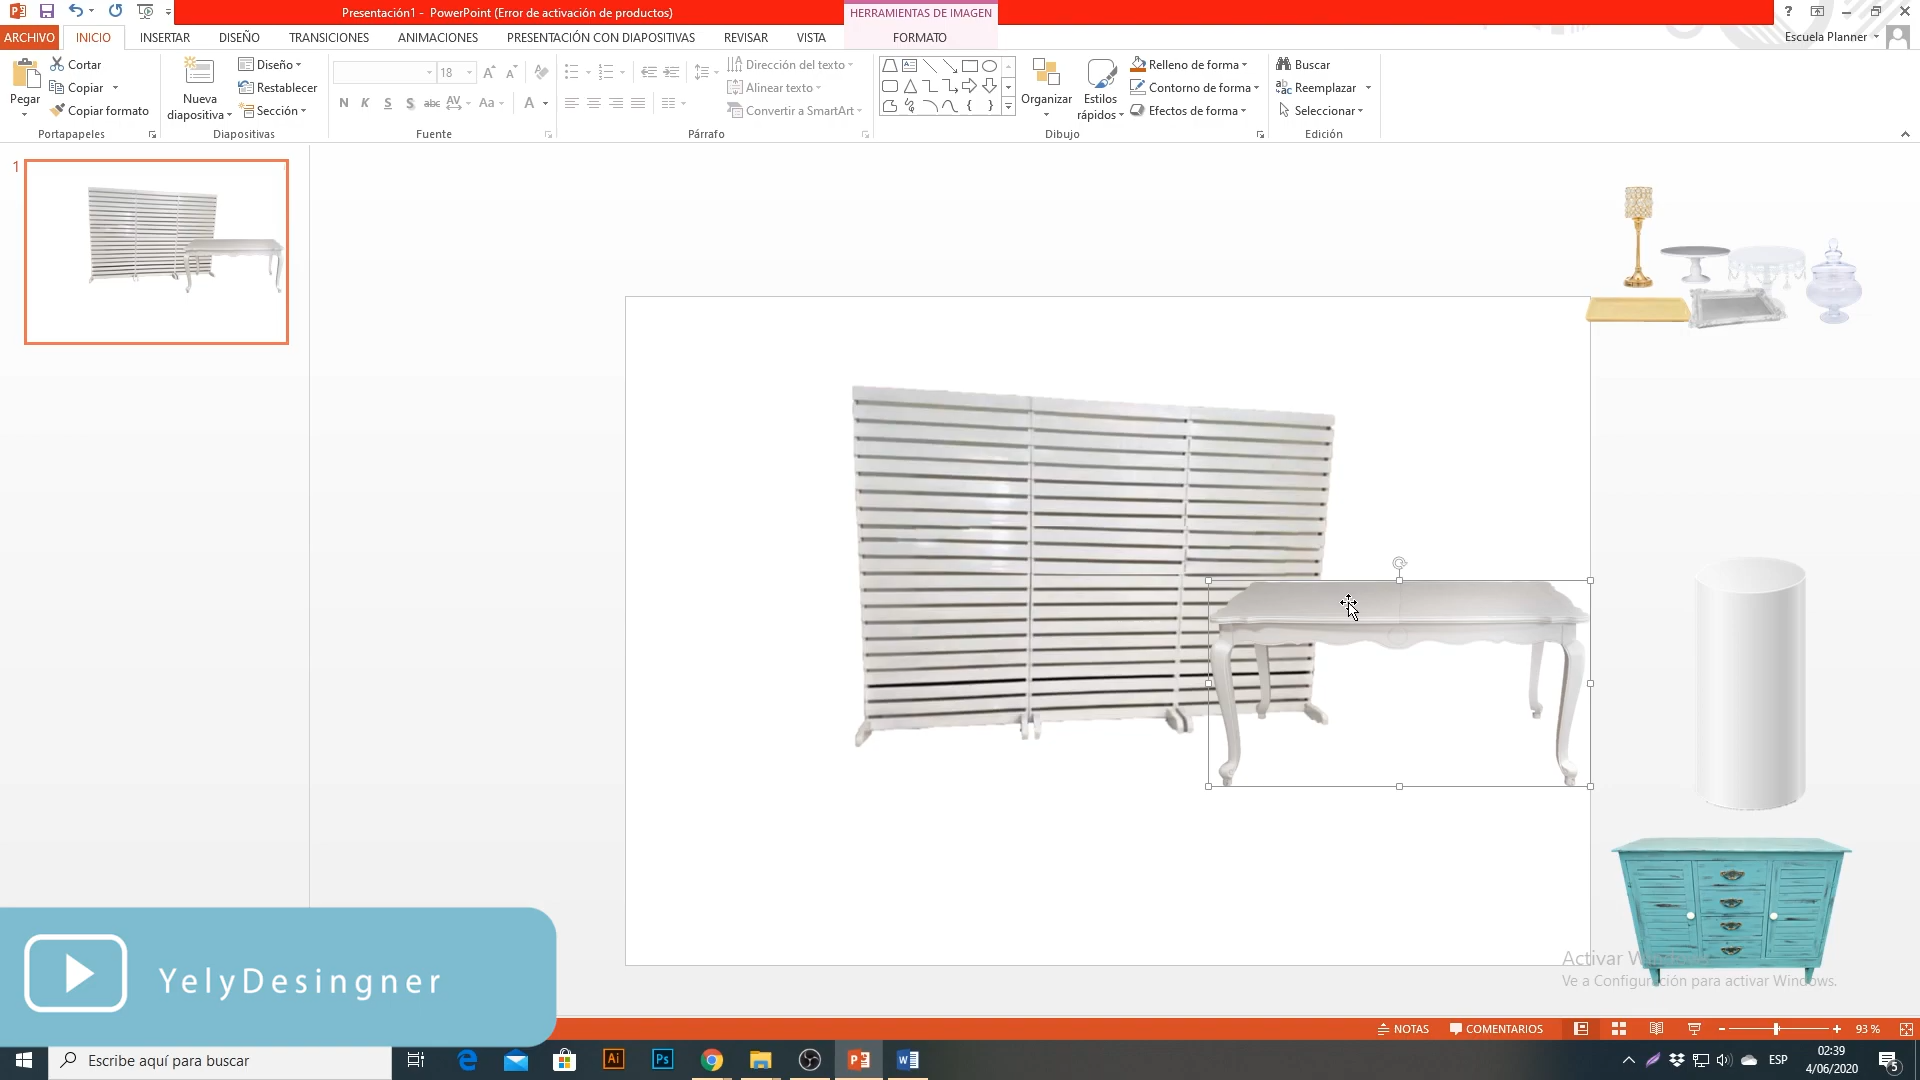 Presentación1 - PowerPoint (Error de activación de productos)
HERRAMIENTAS DE IMAGEN
ARCHIVO INICIO INSERTAR DISEÑO TRANSICIONES ANIMACIONES PRESENTACIÓN CON DIAPOSITIVAS REVISAR VISTA FORMATO
Escuela Planner
Pegar
Cortar
Copiar
Copiar formato
Portapapeles
Nueva
diapositiva
Diseño
Restablecer
Sección
Diapositivas
18
N K S S abc AV Aa A
Fuente
Dirección del texto
Alinear texto
Convertir a SmartArt
Párrafo
Organizar
Estilos
rápidos
Relleno de forma
Contorno de forma
Efectos de forma
Dibujo
Buscar
Reemplazar
Seleccionar
Edición
1
YelyDesingner
Activar W
Ve a Configuración para activar Windows.
NOTAS
COMENTARIOS
93 %
Escribe aquí para buscar
ESP
02:39
4/06/2020
5